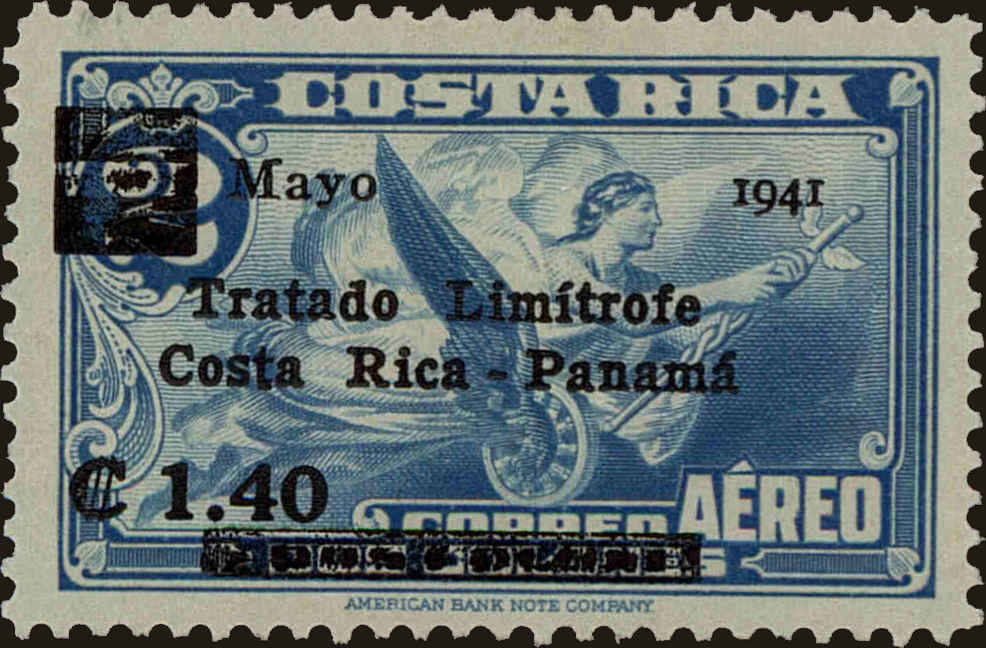 COSTA RICA
Mayo 1941
Tratado Limítrofe
Costa Rica - Panamá
₡ 1.40
CORREO AÉREO
AMERICAN BANK NOTE COMPANY.